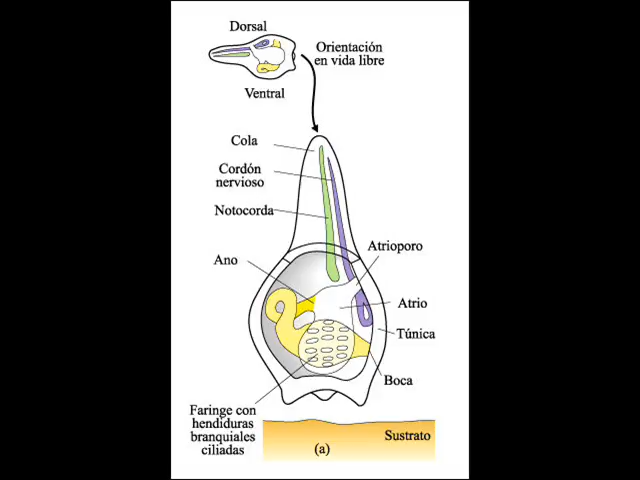 Dorsal
Orientación
en vida libre
Ventral
Cola
Cordón
nervioso
Notocorda
Atrioporo
Ano
Atrio
Túnica
Boca
Faringe con
hendiduras
branquiales
ciliadas
Sustrato
(a)